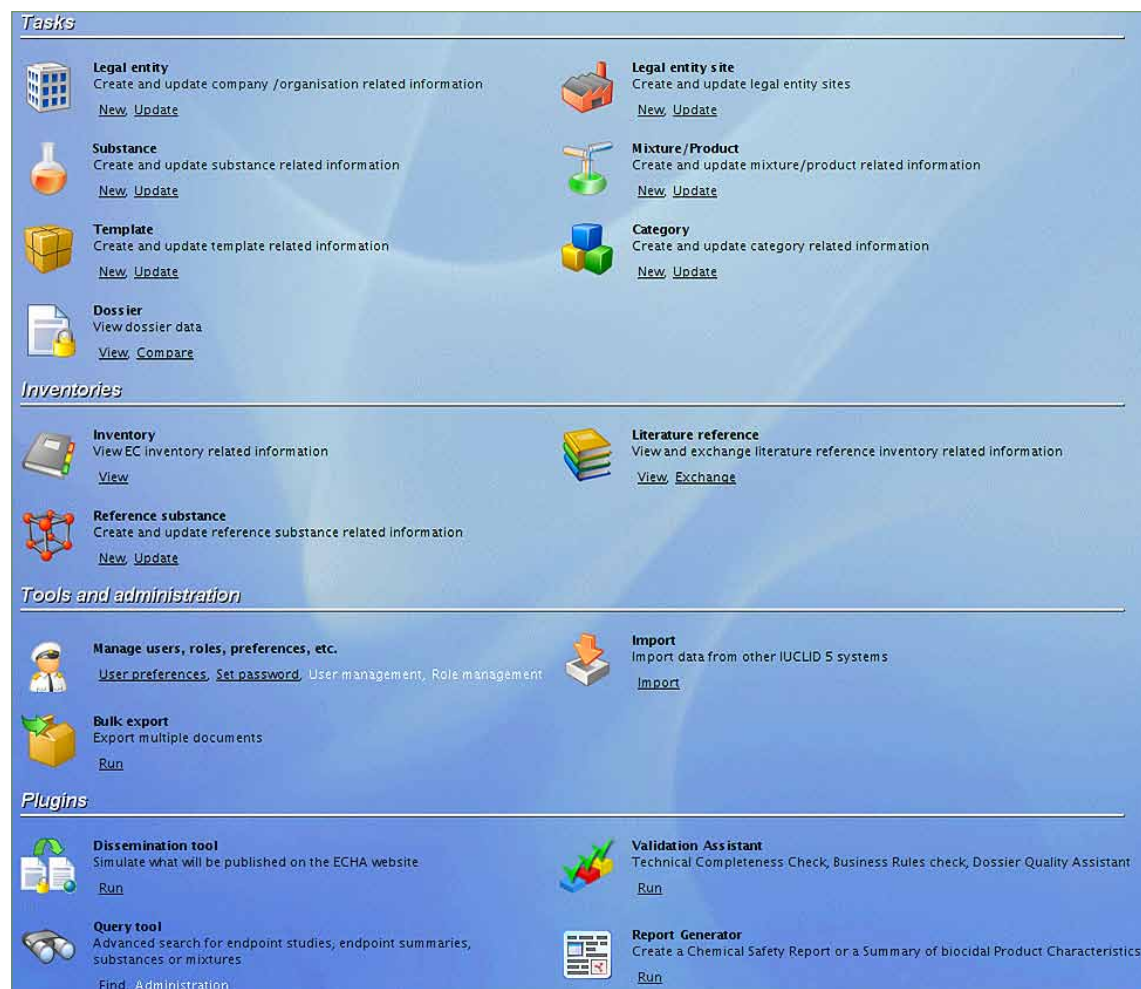 Tasks
Legal entity
Create and update company /organisation related information
New, Update
Legal entity site
Create and update legal entity sites
New, Update
Substance
Create and update substance related information
New, Update
Mixture/Product
Create and update mixture/product related information
New, Update
Template
Create and update template related information
New, Update
Category
Create and update category related information
New, Update
Dossier
View dossier data
View, Compare
Inventories
Inventory
View EC inventory related information
View
Literature reference
View and exchange literature reference inventory related information
View, Exchange
Reference substance
Create and update reference substance related information
New, Update
Tools and administration
Manage users, roles, preferences, etc.
User preferences, Set password, User management, Role management
Import
Import data from other IUCLID 5 systems
Import
Bulk export
Export multiple documents
Run
Plugins
Dissemination tool
Simulate what will be published on the ECHA website
Run
Validation Assistant
Technical Completeness Check, Business Rules check, Dossier Quality Assistant
Run
Query tool
Advanced search for endpoint studies, endpoint summaries,
substances or mixtures
Find, Administration
Report Generator
Create a Chemical Safety Report or a Summary of biocidal Product Characteristics
Run